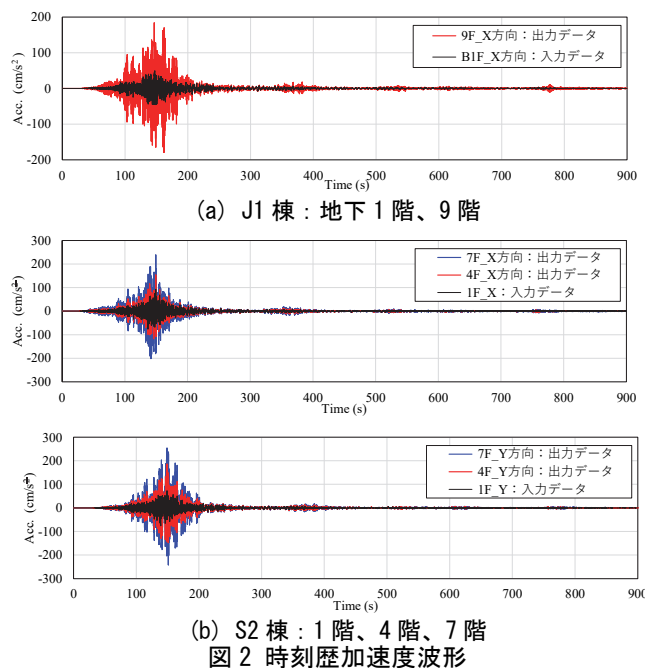 200
100
0
-100
200
Acc. (cm/s²)
9F_X方向：出力データ
B1F_X方向：入力データ
0 100 200 300 400 500 600 700 800 900
Time (s)
(a) J1 棟：地下 1 階、9 階
300
200
100
0
-100
-200
-300
Acc. (cm/s²)
7F_X方向：出力データ
4F_X方向：出力データ
1F_X：入力データ
0 100 200 300 400 500 600 700 800 900
Time (s)
300
200
100
0
-100
-200
-300
Acc. (cm/s²)
7F_Y方向：出力データ
4F_Y方向：出力データ
1F_Y：入力データ
0 100 200 300 400 500 600 700 800 900
Time (s)
(b) S2 棟：1 階、4 階、7 階
図 2 時刻歴加速度波形